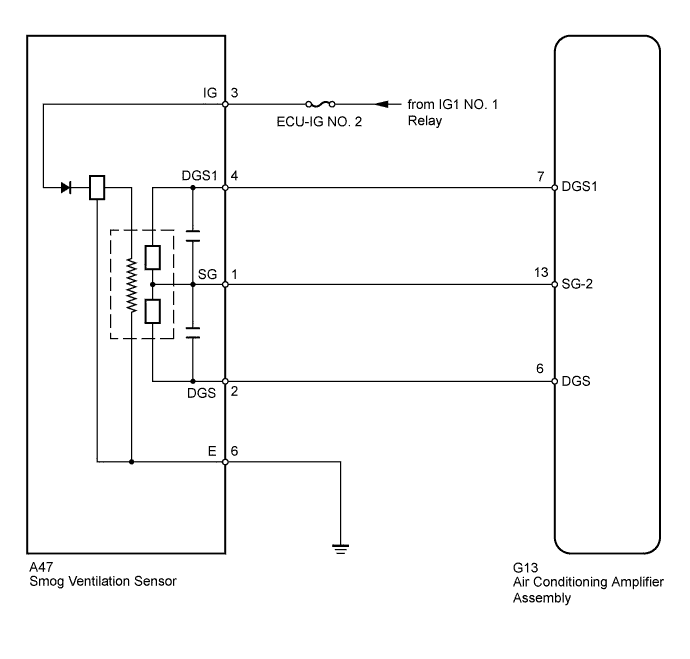 IG 3
from IG1 NO. 1
Relay
ECU-IG NO. 2
DGS1 4
7 DGS1
SG 1
13 SG-2
DGS 2
6 DGS
E 6
A47
Smog Ventilation Sensor
G13
Air Conditioning Amplifier
Assembly